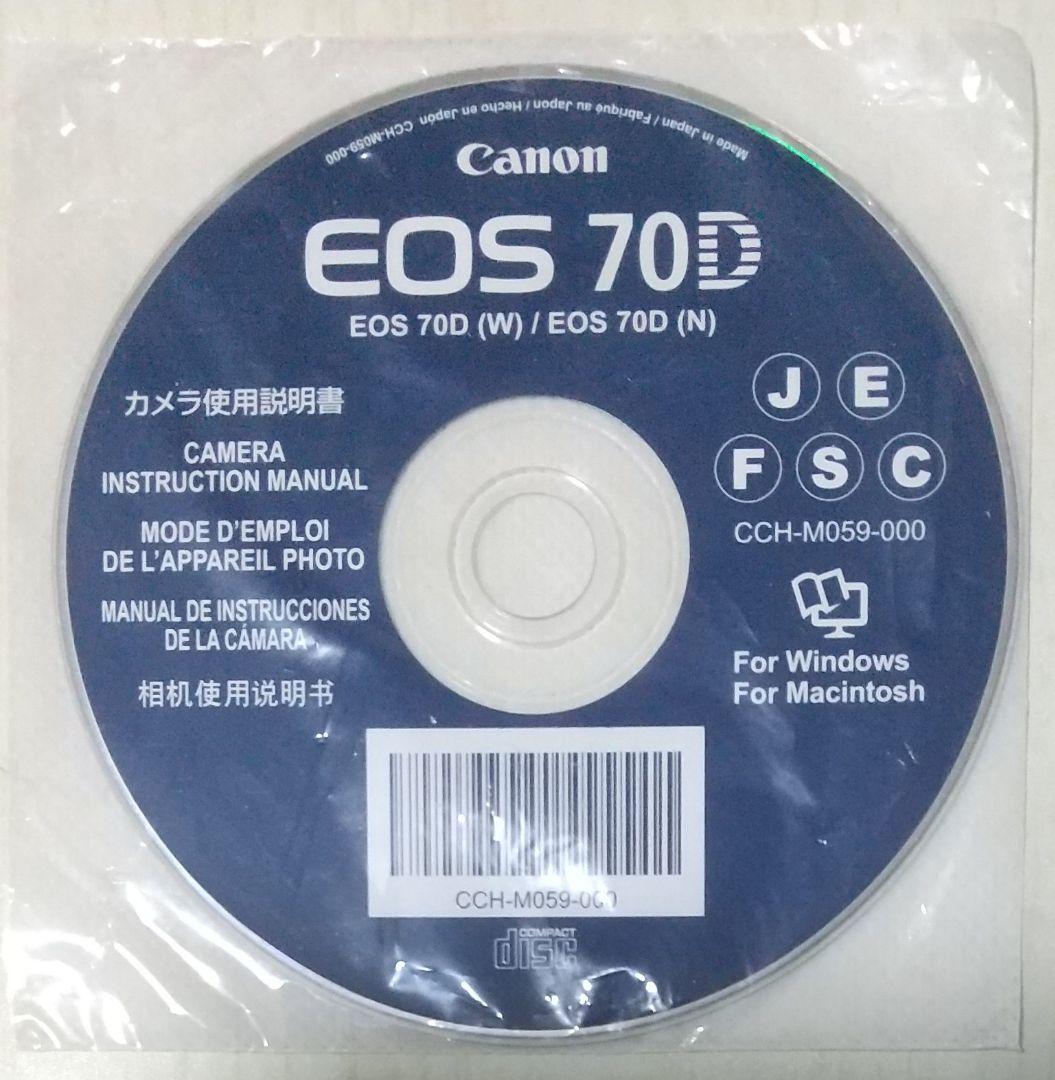 Made in Japan / Fabriqué au Japon / Hecho en Japón CCH-M059-000
Canon
EOS 70D
EOS 70D (W) / EOS 70D (N)
カメラ使用説明書
CAMERA
INSTRUCTION MANUAL
MODE D'EMPLOI
DE L'APPAREIL PHOTO
MANUAL DE INSTRUCCIONES
DE LA CÁMARA
相机使用说明书
J E
F S C
CCH-M059-000
For Windows
For Macintosh
CCH-M059-000
COMPACT
disc